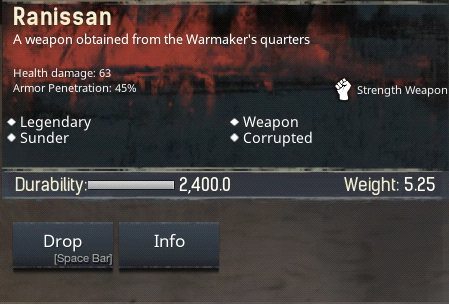 Ranissan
A weapon obtained from the Warmaker's quarters
Health damage: 63
Armor Penetration: 45%
Strength Weapon
Legendary
Weapon
Sunder
Corrupted
Durability: 2,400.0
Weight: 5.25
Drop
[Space Bar]
Info